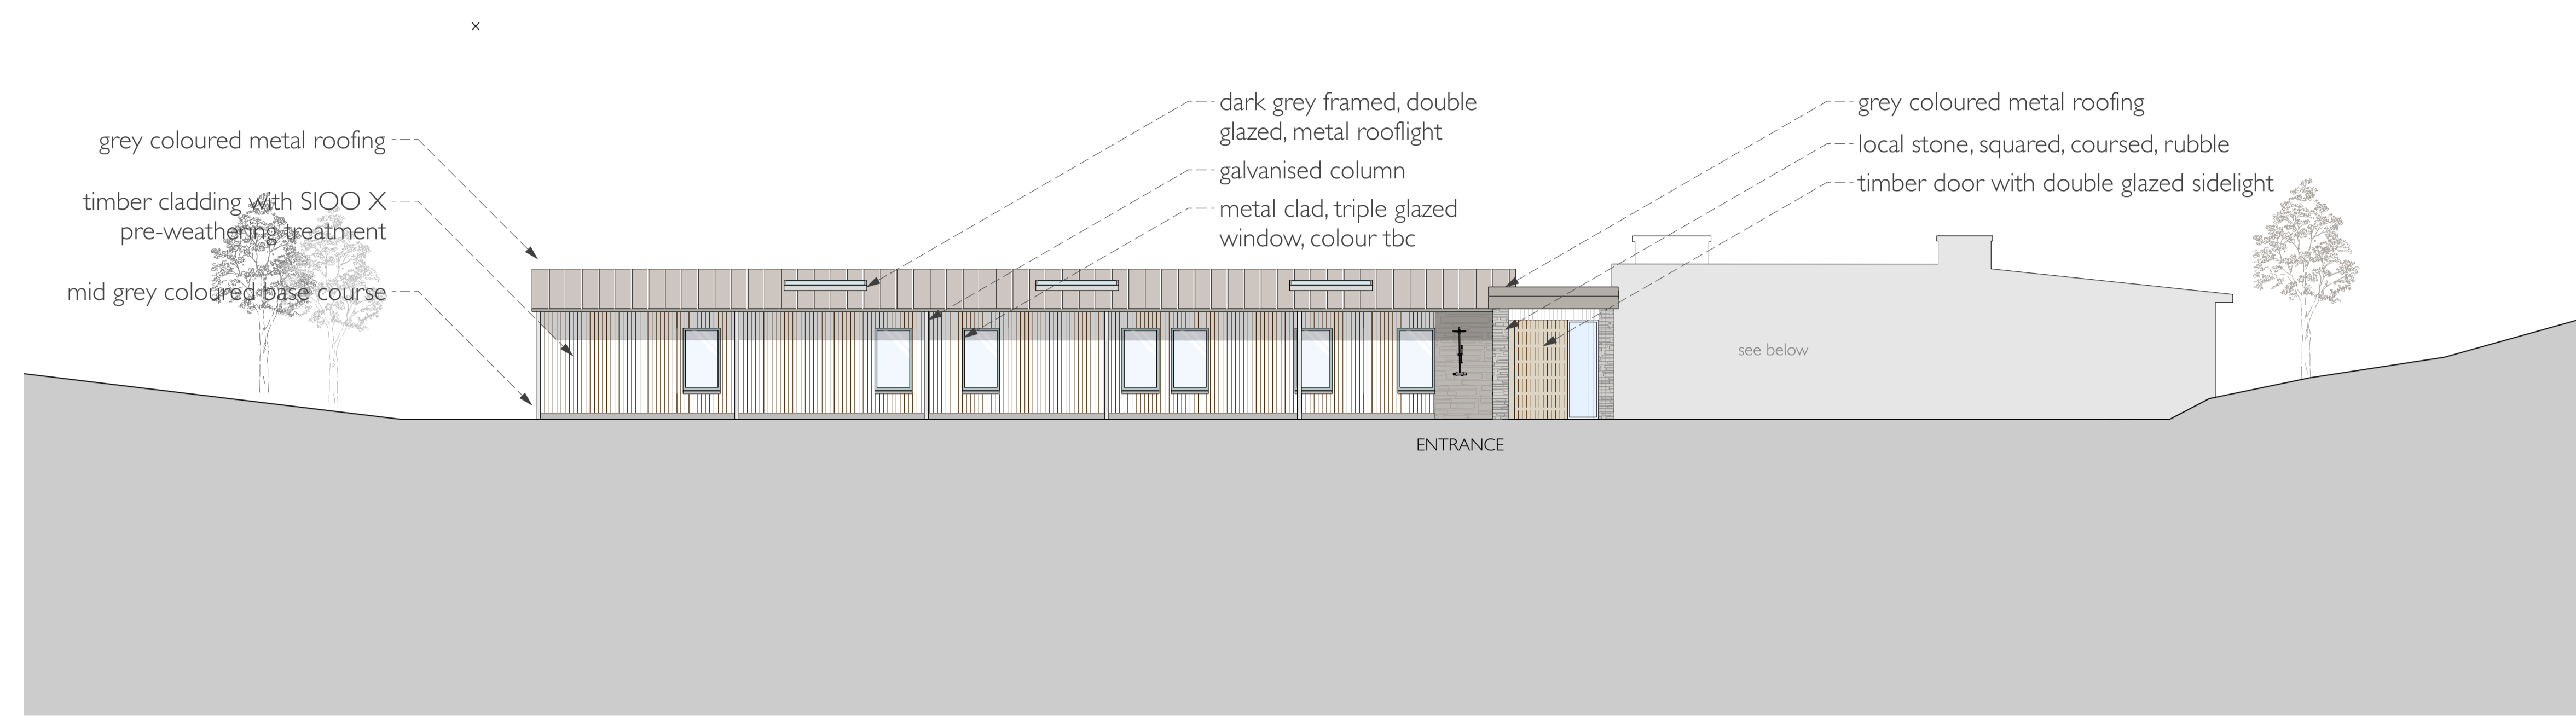 x
grey coloured metal roofing
timber cladding with SIOO X
pre-weathering treatment
mid grey coloured base course
dark grey framed, double
glazed, metal rooflight
galvanised column
metal clad, triple glazed
window, colour tbc
grey coloured metal roofing
local stone, squared, coursed, rubble
timber door with double glazed sidelight
see below
ENTRANCE